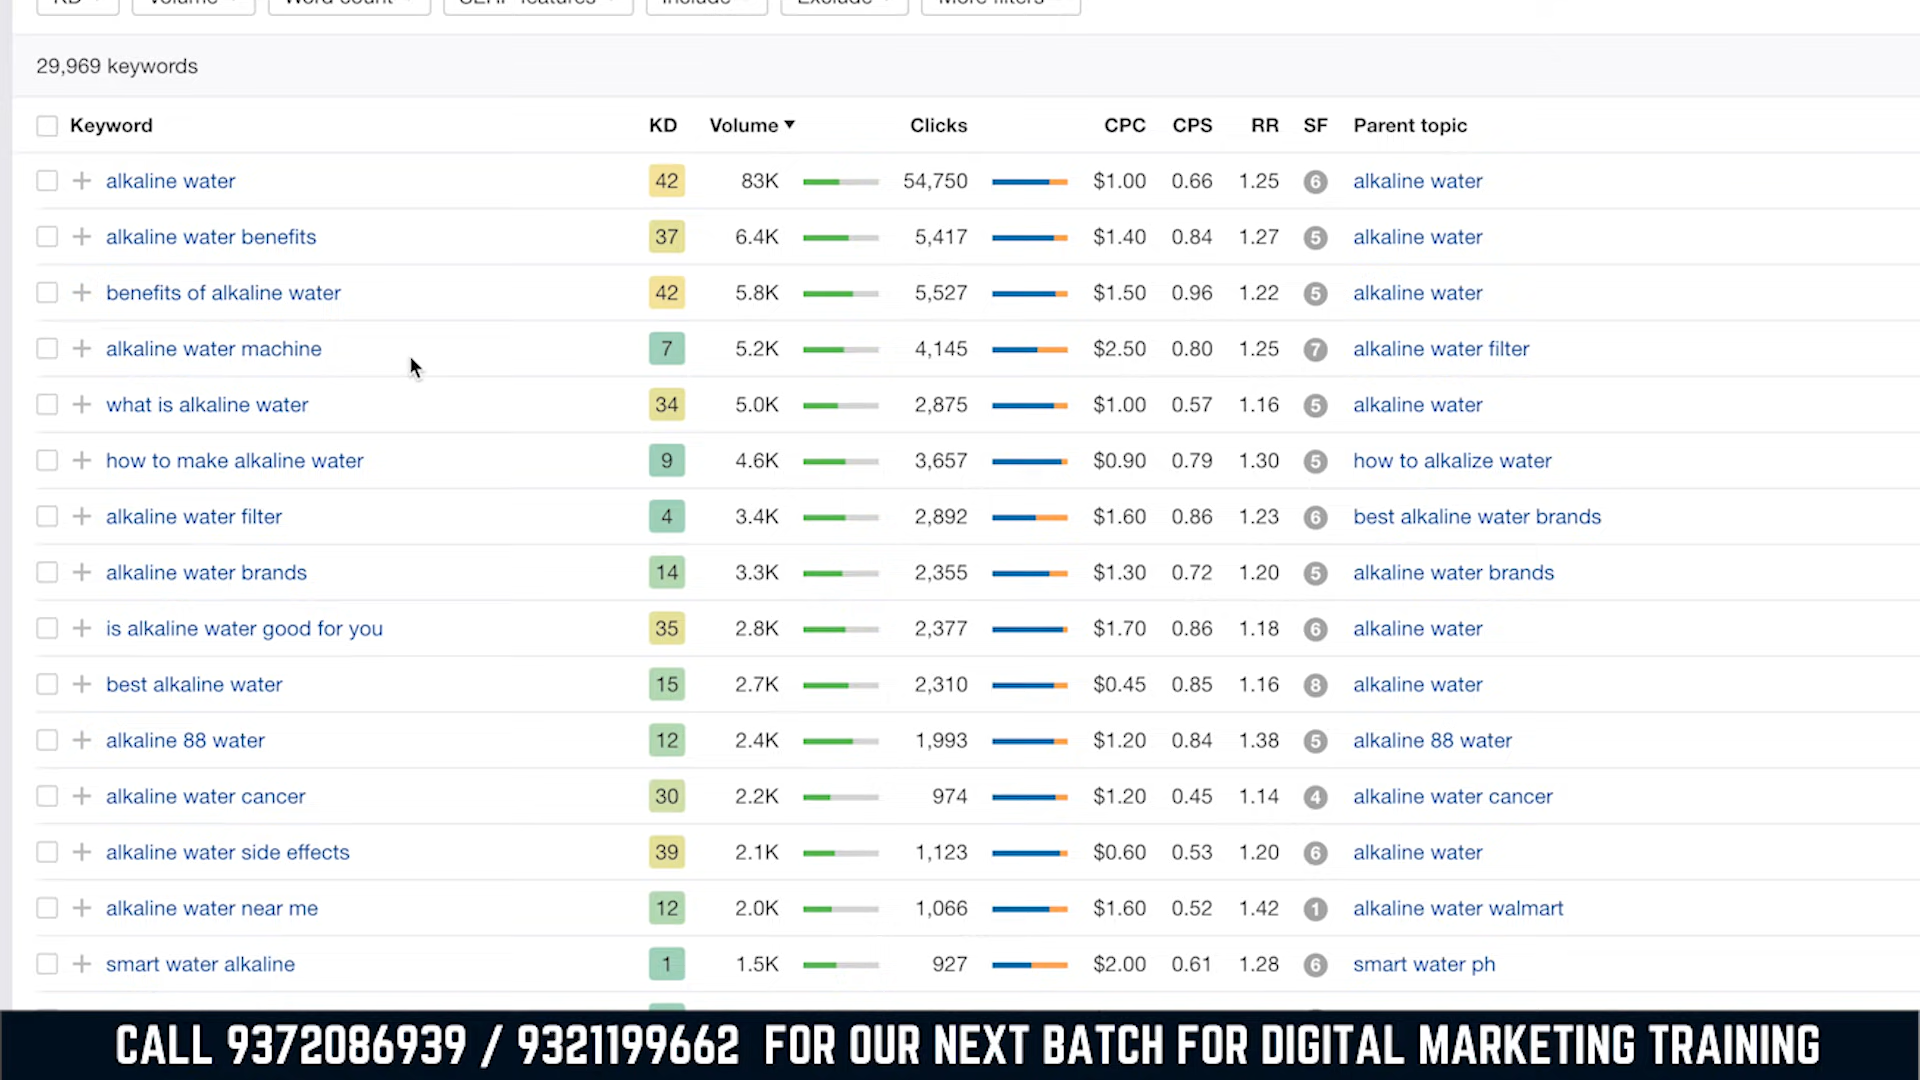 KD Volume Word count SERP features Include Exclude More filters
29,969 keywords
Keyword KD Volume Clicks CPC CPS RR SF Parent topic
alkaline water 42 83K 54,750 $1.00 0.66 1.25 6 alkaline water
alkaline water benefits 37 6.4K 5,417 $1.40 0.84 1.27 5 alkaline water
benefits of alkaline water 42 5.8K 5,527 $1.50 0.96 1.22 5 alkaline water
alkaline water machine 7 5.2K 4,145 $2.50 0.80 1.25 7 alkaline water filter
what is alkaline water 34 5.0K 2,875 $1.00 0.57 1.16 5 alkaline water
how to make alkaline water 9 4.6K 3,657 $0.90 0.79 1.30 5 how to alkalize water
alkaline water filter 4 3.4K 2,892 $1.60 0.86 1.23 6 best alkaline water brands
alkaline water brands 14 3.3K 2,355 $1.30 0.72 1.20 5 alkaline water brands
is alkaline water good for you 35 2.8K 2,377 $1.70 0.86 1.18 6 alkaline water
best alkaline water 15 2.7K 2,310 $0.45 0.85 1.16 8 alkaline water
alkaline 88 water 12 2.4K 1,993 $1.20 0.84 1.38 5 alkaline 88 water
alkaline water cancer 30 2.2K 974 $1.20 0.45 1.14 4 alkaline water cancer
alkaline water side effects 39 2.1K 1,123 $0.60 0.53 1.20 6 alkaline water
alkaline water near me 12 2.0K 1,066 $1.60 0.52 1.42 1 alkaline water walmart
smart water alkaline 1 1.5K 927 $2.00 0.61 1.28 6 smart water ph
CALL 9372086939 / 9321199662 FOR OUR NEXT BATCH FOR DIGITAL MARKETING TRAINING